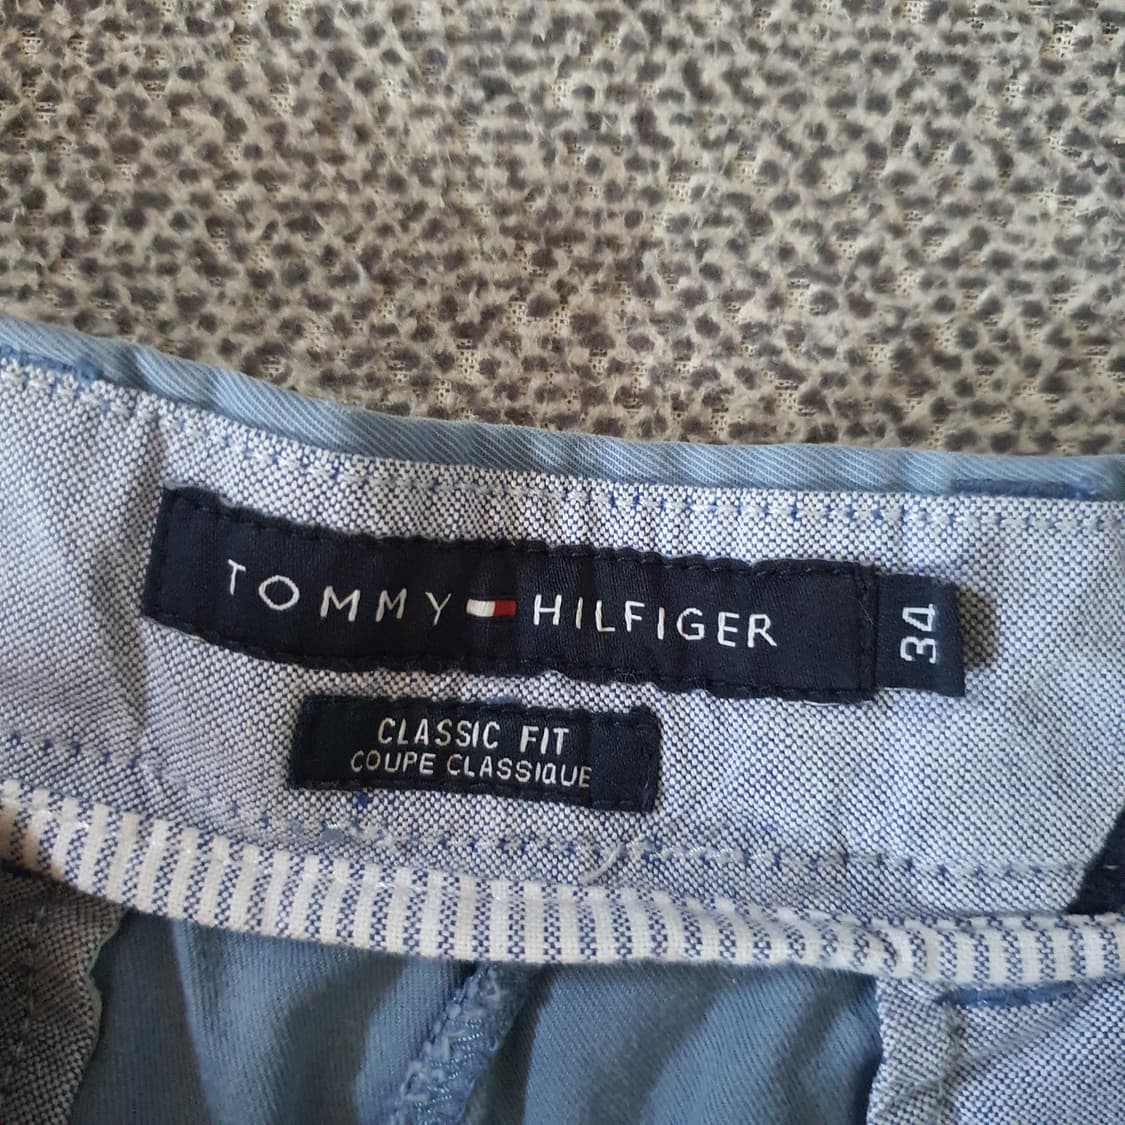 TOMMY HILFIGER
34
CLASSIC FIT
COUPE CLASSIQUE